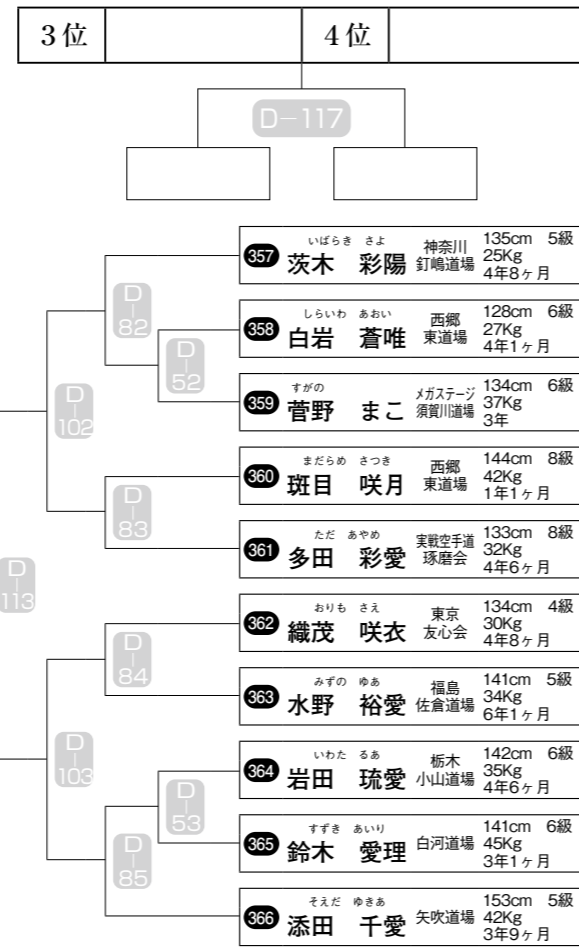 3位 4位
D-117
いばらき さよ
357 茨木 彩陽 神奈川 釘嶋道場 135cm 5級 25Kg 4年8ヶ月
D-82
しらいわ あおい
358 白岩 蒼唯 西郷 東道場 128cm 6級 27Kg 4年1ヶ月
D-52
すがの
359 菅野 まこ メガステージ 須賀川道場 134cm 6級 37Kg 3年
D-102
まだらめ さつき
360 斑目 咲月 西郷 東道場 144cm 8級 42Kg 1年1ヶ月
D-83
ただ あやめ
361 多田 彩愛 実戦空手道 琢磨会 133cm 8級 32Kg 4年6ヶ月
D-113
おりも さえ
362 織茂 咲衣 東京 友心会 134cm 4級 30Kg 4年8ヶ月
D-84
みずの ゆあ
363 水野 裕愛 福島 佐倉道場 141cm 5級 34Kg 6年1ヶ月
D-103
いわた るあ
364 岩田 琉愛 栃木 小山道場 142cm 6級 35Kg 4年6ヶ月
D-53
すずき あいり
365 鈴木 愛理 白河道場 141cm 6級 45Kg 3年1ヶ月
D-85
そえだ ゆきあ
366 添田 千愛 矢吹道場 153cm 5級 42Kg 3年9ヶ月